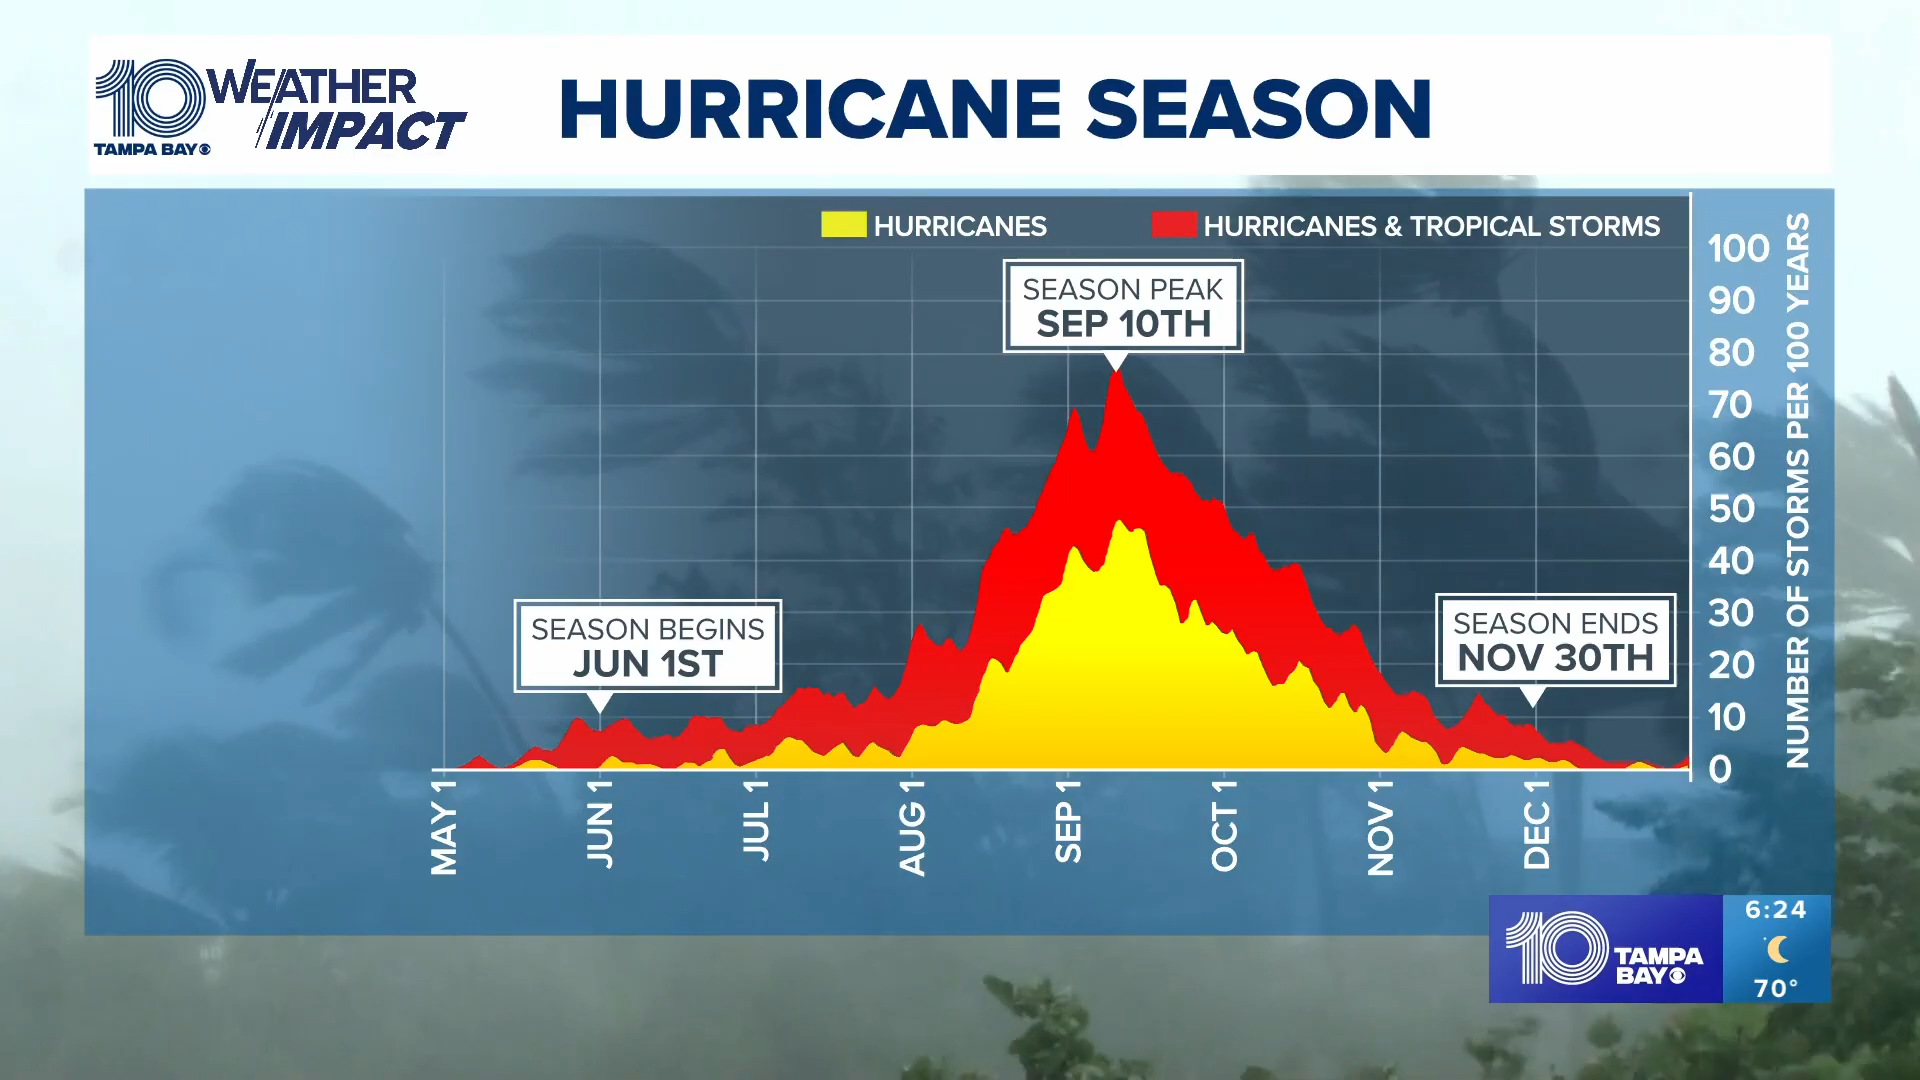 10
TAMPA BAY
WEATHER
IMPACT
HURRICANE SEASON
HURRICANES
HURRICANES & TROPICAL STORMS
SEASON PEAK
SEP 10TH
SEASON BEGINS
JUN 1ST
SEASON ENDS
NOV 30TH
100
90
80
70
60
50
40
30
20
10
0
NUMBER OF STORMS PER 100 YEARS
MAY 1
JUN 1
JUL 1
AUG 1
SEP 1
OCT 1
NOV 1
DEC 1
10
TAMPA
BAY
6:24
70°